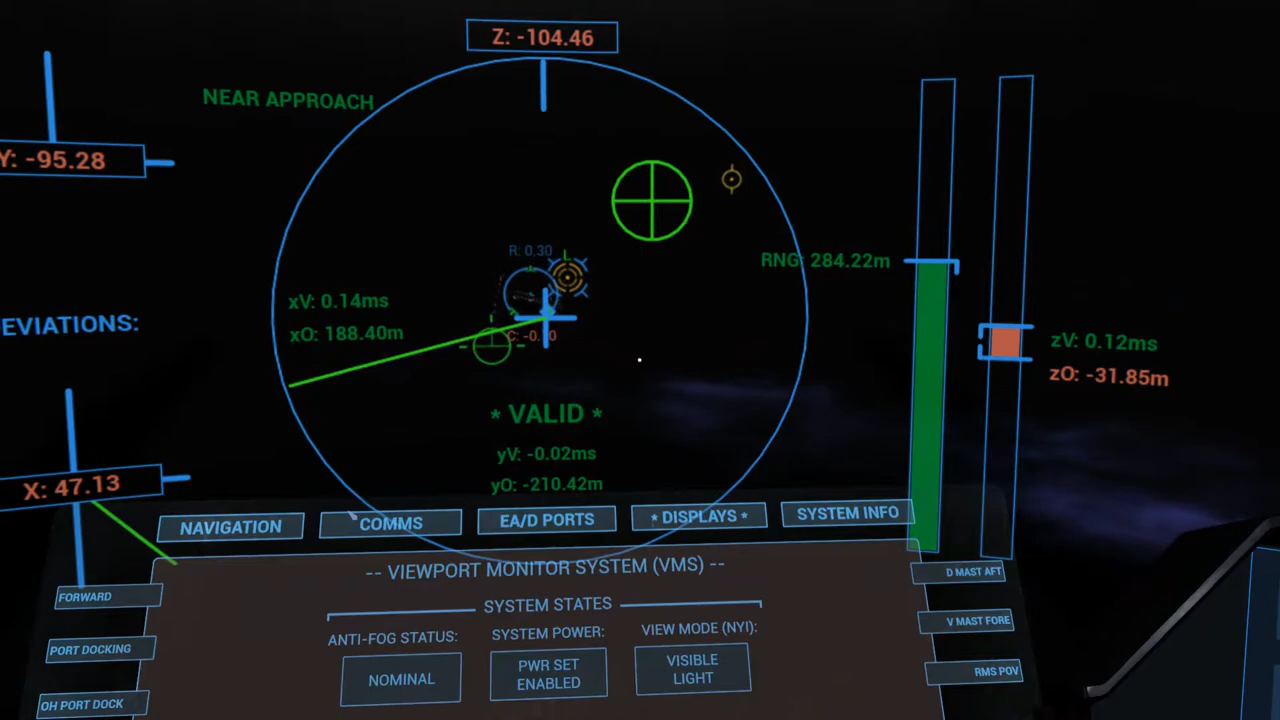 Z: -104.46
NEAR APPROACH
Y: -95.28
R: 0.30
L
RNG: 284.22m
xV: 0.14ms
xO: 188.40m
EVIATIONS:
zV: 0.12ms
zO: -31.85m
* VALID *
yV: -0.02ms
yO: -210.42m
X: 47.13
NAVIGATION
COMMS
EA/D PORTS
* DISPLAYS *
SYSTEM INFO
-- VIEWPORT MONITOR SYSTEM (VMS) --
SYSTEM STATES
ANTI-FOG STATUS:
SYSTEM POWER:
VIEW MODE (NYI):
NOMINAL
PWR SET
ENABLED
VISIBLE
LIGHT
FORWARD
PORT DOCKING
OH PORT DOCK
D MAST AFT
V MAST FORE
RMS POV